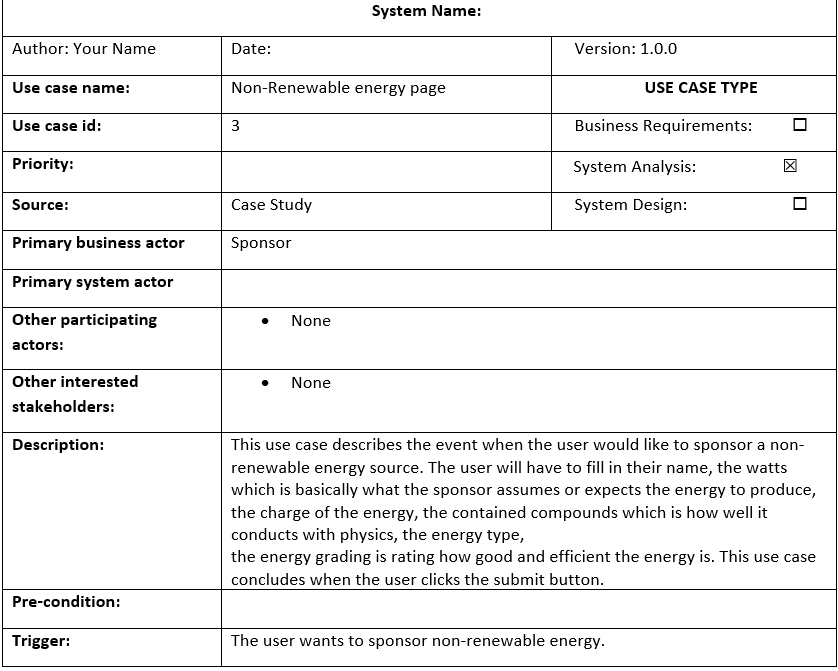 System Name:
Author: Your Name Date: Version: 1.0.0
Use case name: Non-Renewable energy page USE CASE TYPE
Use case id: 3 Business Requirements: ☐
Priority: System Analysis: ☒
Source: Case Study System Design: ☐
Primary business actor Sponsor
Primary system actor
Other participating
actors:
• None
Other interested
stakeholders:
• None
Description:
This use case describes the event when the user would like to sponsor a non-
renewable energy source. The user will have to fill in their name, the watts
which is basically what the sponsor assumes or expects the energy to produce,
the charge of the energy, the contained compounds which is how well it
conducts with physics, the energy type,
the energy grading is rating how good and efficient the energy is. This use case
concludes when the user clicks the submit button.
Pre-condition:
Trigger: The user wants to sponsor non-renewable energy.